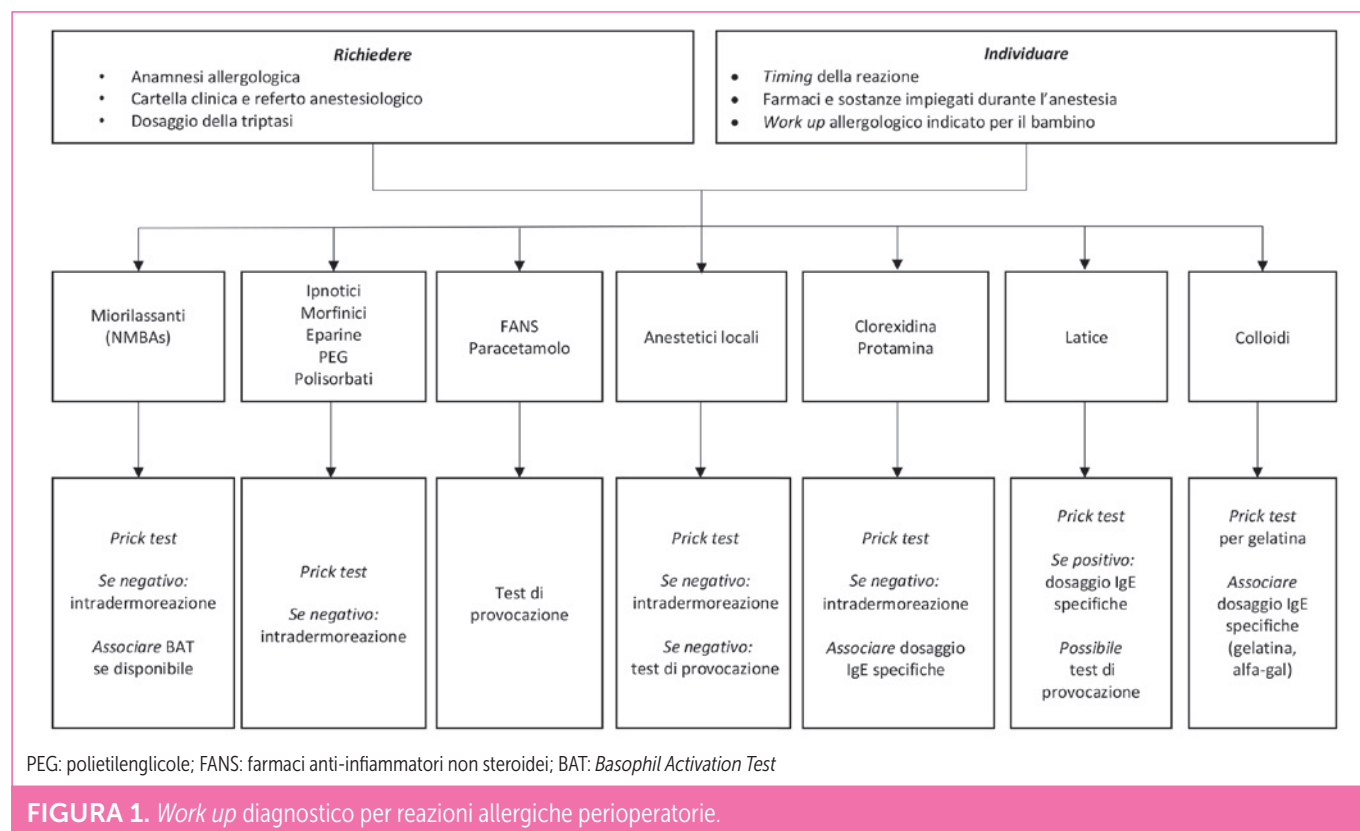 Richiedere
• Anamnesi allergologica
• Cartella clinica e referto anestesiologico
• Dosaggio della triptasi
Individuare
● Timing della reazione
● Farmaci e sostanze impiegati durante l'anestesia
● Work up allergologico indicato per il bambino
Miorilassanti
(NMBAs)
Ipnotici
Morfinici
Eparine
PEG
Polisorbati
FANS
Paracetamolo
Anestetici locali
Clorexidina
Protamina
Latice
Colloidi
Prick test
Se negativo:
intradermoreazione
Associare BAT
se disponibile
Prick test
Se negativo:
intradermoreazione
Test di
provocazione
Prick test
Se negativo:
intradermoreazione
Se negativo:
test di provocazione
Prick test
Se negativo:
intradermoreazione
Associare dosaggio
IgE specifiche
Prick test
Se positivo:
dosaggio IgE
specifiche
Possibile
test di
provocazione
Prick test
per gelatina
Associare
dosaggio IgE
specifiche
(gelatina,
alfa-gal)
PEG: polietilenglicole; FANS: farmaci anti-infiammatori non steroidei; BAT: Basophil Activation Test
FIGURA 1. Work up diagnostico per reazioni allergiche perioperatorie.